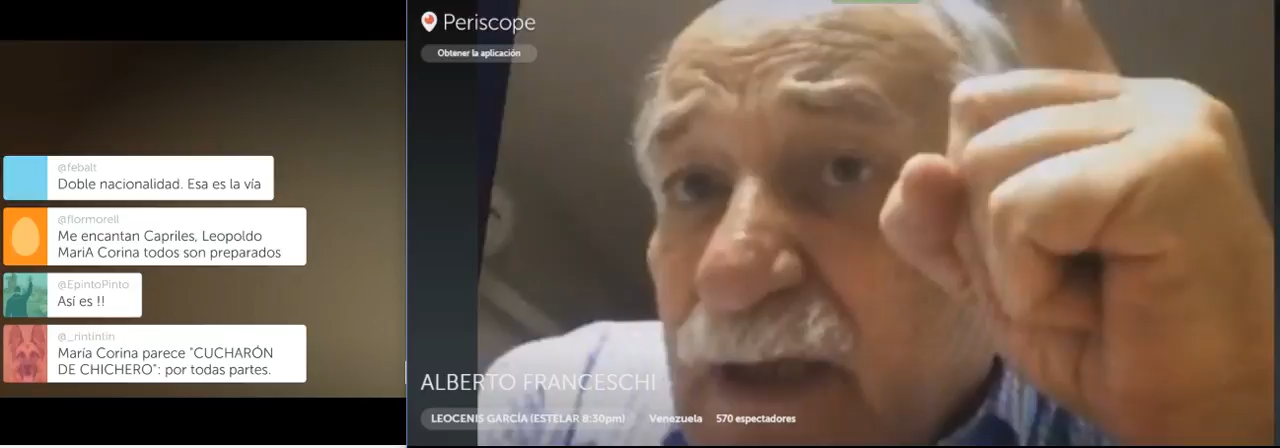 @febalt
Doble nacionalidad. Esa es la vía
@flormorell
Me encantan Capriles, Leopoldo
MariA Corina todos son preparados
@EpintoPinto
Así es !!
@_rintintin
María Corina parece "CUCHARÓN
DE CHICHERO": por todas partes.
Periscope
Obtener la aplicación
ALBERTO FRANCESCHI
LEOCENIS GARCÍA (ESTELAR 8:30pm) Venezuela 570 espectadores